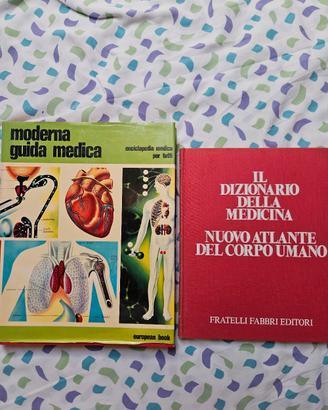 moderna
guida medica
enciclopedia medica
per tutti
european book
IL
DIZIONARIO
DELLA
MEDICINA
NUOVO ATLANTE
DEL CORPO UMANO
FRATELLI FABBRI EDITORI